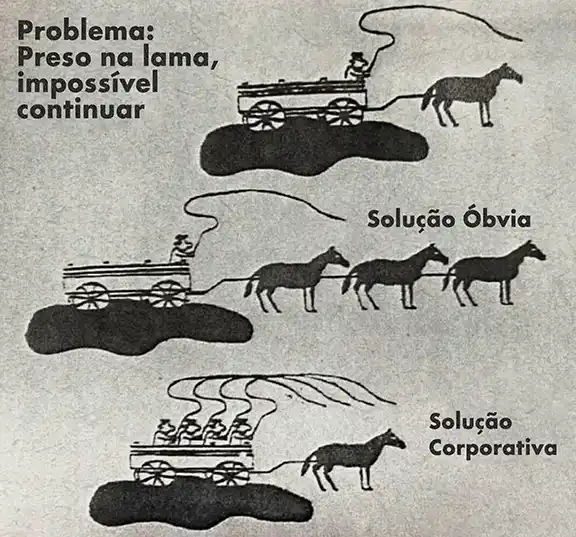 Problema:
Preso na lama,
impossível
continuar
Solução Óbvia
Solução
Corporativa